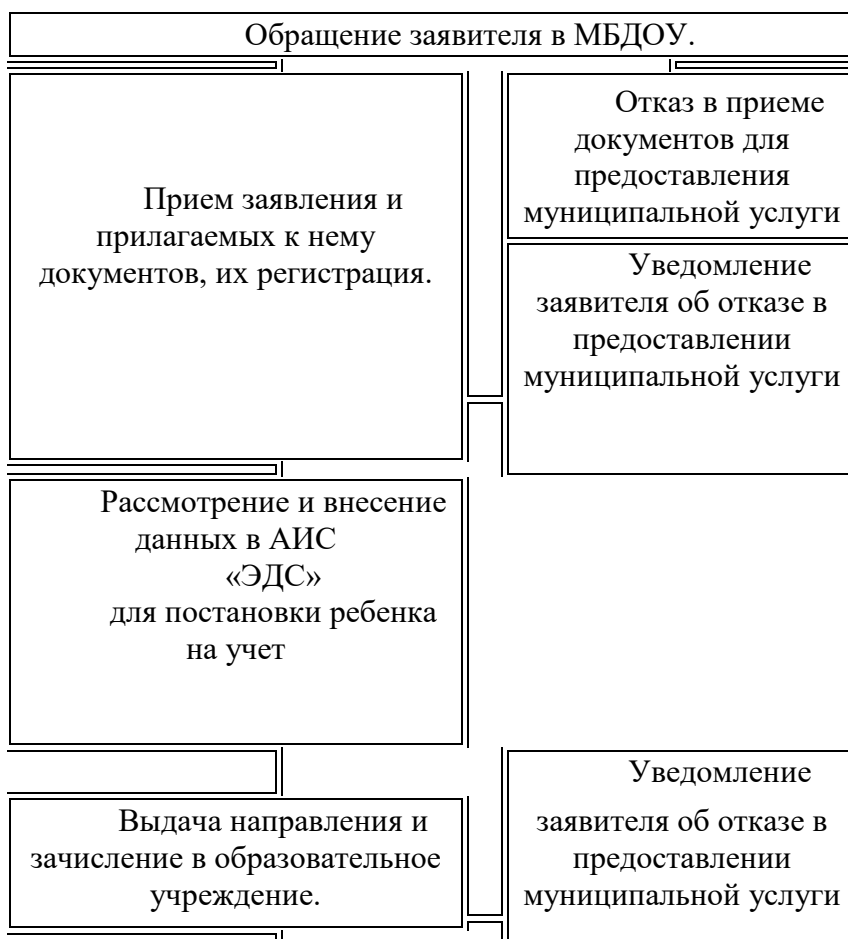 Обращение заявителя в МБДОУ.
Прием заявления и
прилагаемых к нему
документов, их регистрация.
Отказ в приеме
документов для
предоставления
муниципальной услуги
Уведомление
заявителя об отказе в
предоставлении
муниципальной услуги
Рассмотрение и внесение
данных в АИС
«ЭДС»
для постановки ребенка
на учет
Выдача направления и
зачисление в образовательное
учреждение.
Уведомление
заявителя об отказе в
предоставлении
муниципальной услуги